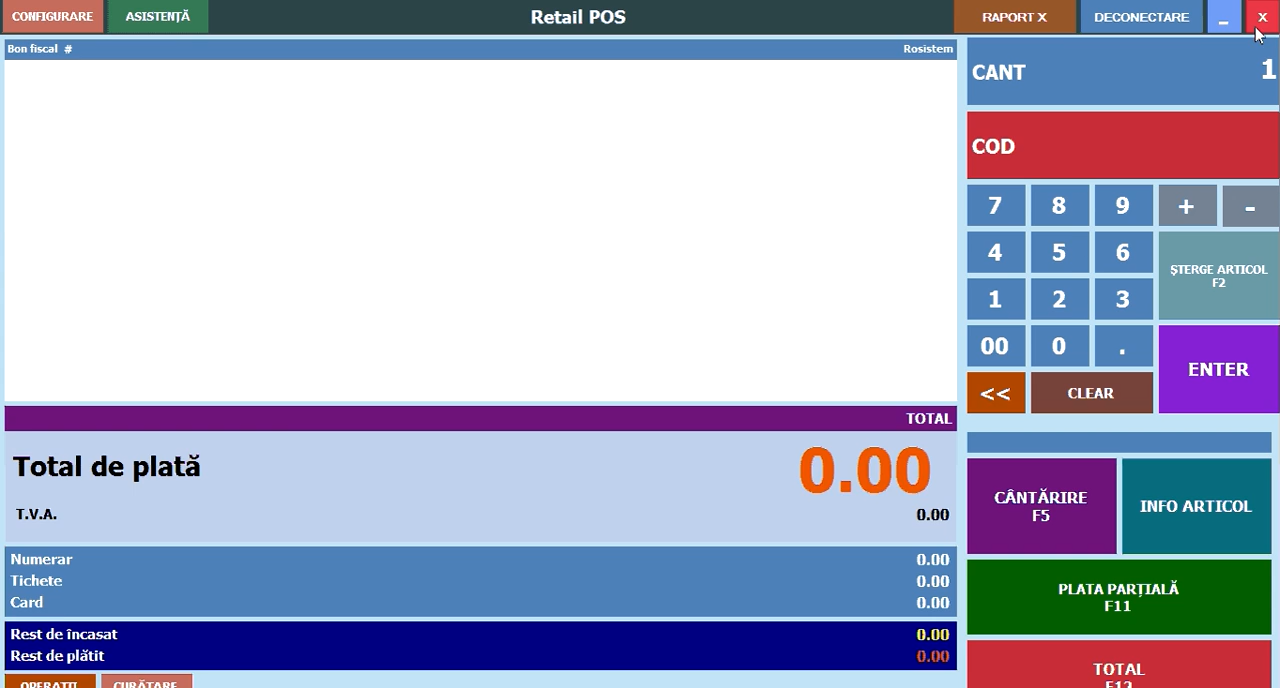 CONFIGURARE
ASISTENȚĂ
Retail POS
RAPORT X
DECONECTARE
_
X
Bon fiscal #
Rosistem
CANT
1
COD
7 8 9 + -
4 5 6
ȘTERGE ARTICOL
F2
1 2 3
00 0 .
ENTER
<< CLEAR
TOTAL
Total de plată
0.00
T.V.A.
0.00
CÂNTĂRIRE
F5
INFO ARTICOL
Numerar 0.00
Tichete 0.00
Card 0.00
PLATA PARȚIALĂ
F11
Rest de încasat 0.00
Rest de plătit 0.00
TOTAL
F12
OPERAȚII
CURĂȚARE